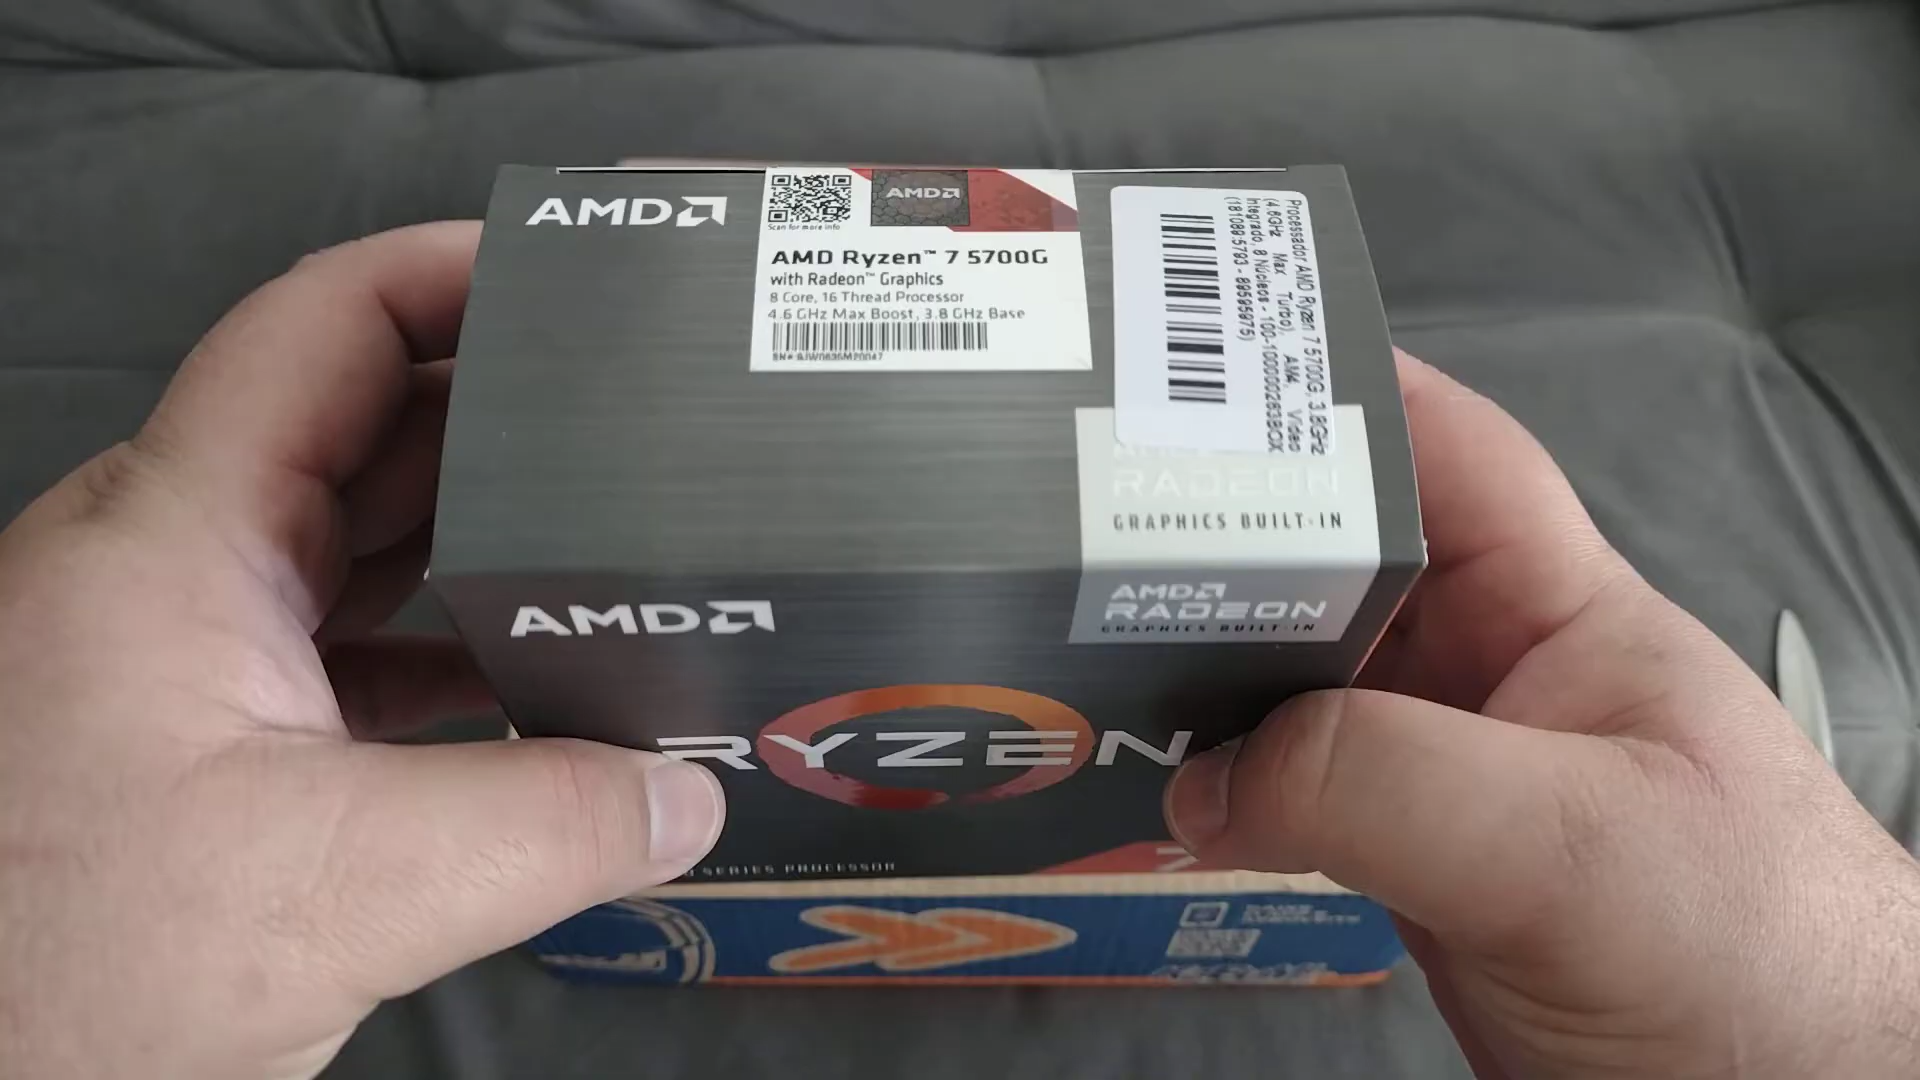 AMD
AMD
Scan for more info
AMD Ryzen™ 7 5700G
with Radeon™ Graphics
8 Core, 16 Thread Processor
4.6 GHz Max Boost, 3.8 GHz Base
Processador AMD Ryzen 7 5700G, 3.8GHz
(4.6GHz Max Turbo), AM4, Vídeo
Integrado, 8 Núcleos - 100-100000263BOX
RADEON
GRAPHICS BUILT-IN
AMD
AMD
RADEON
GRAPHICS BUILT-IN
RYZEN
SERIES PROCESSOR
7